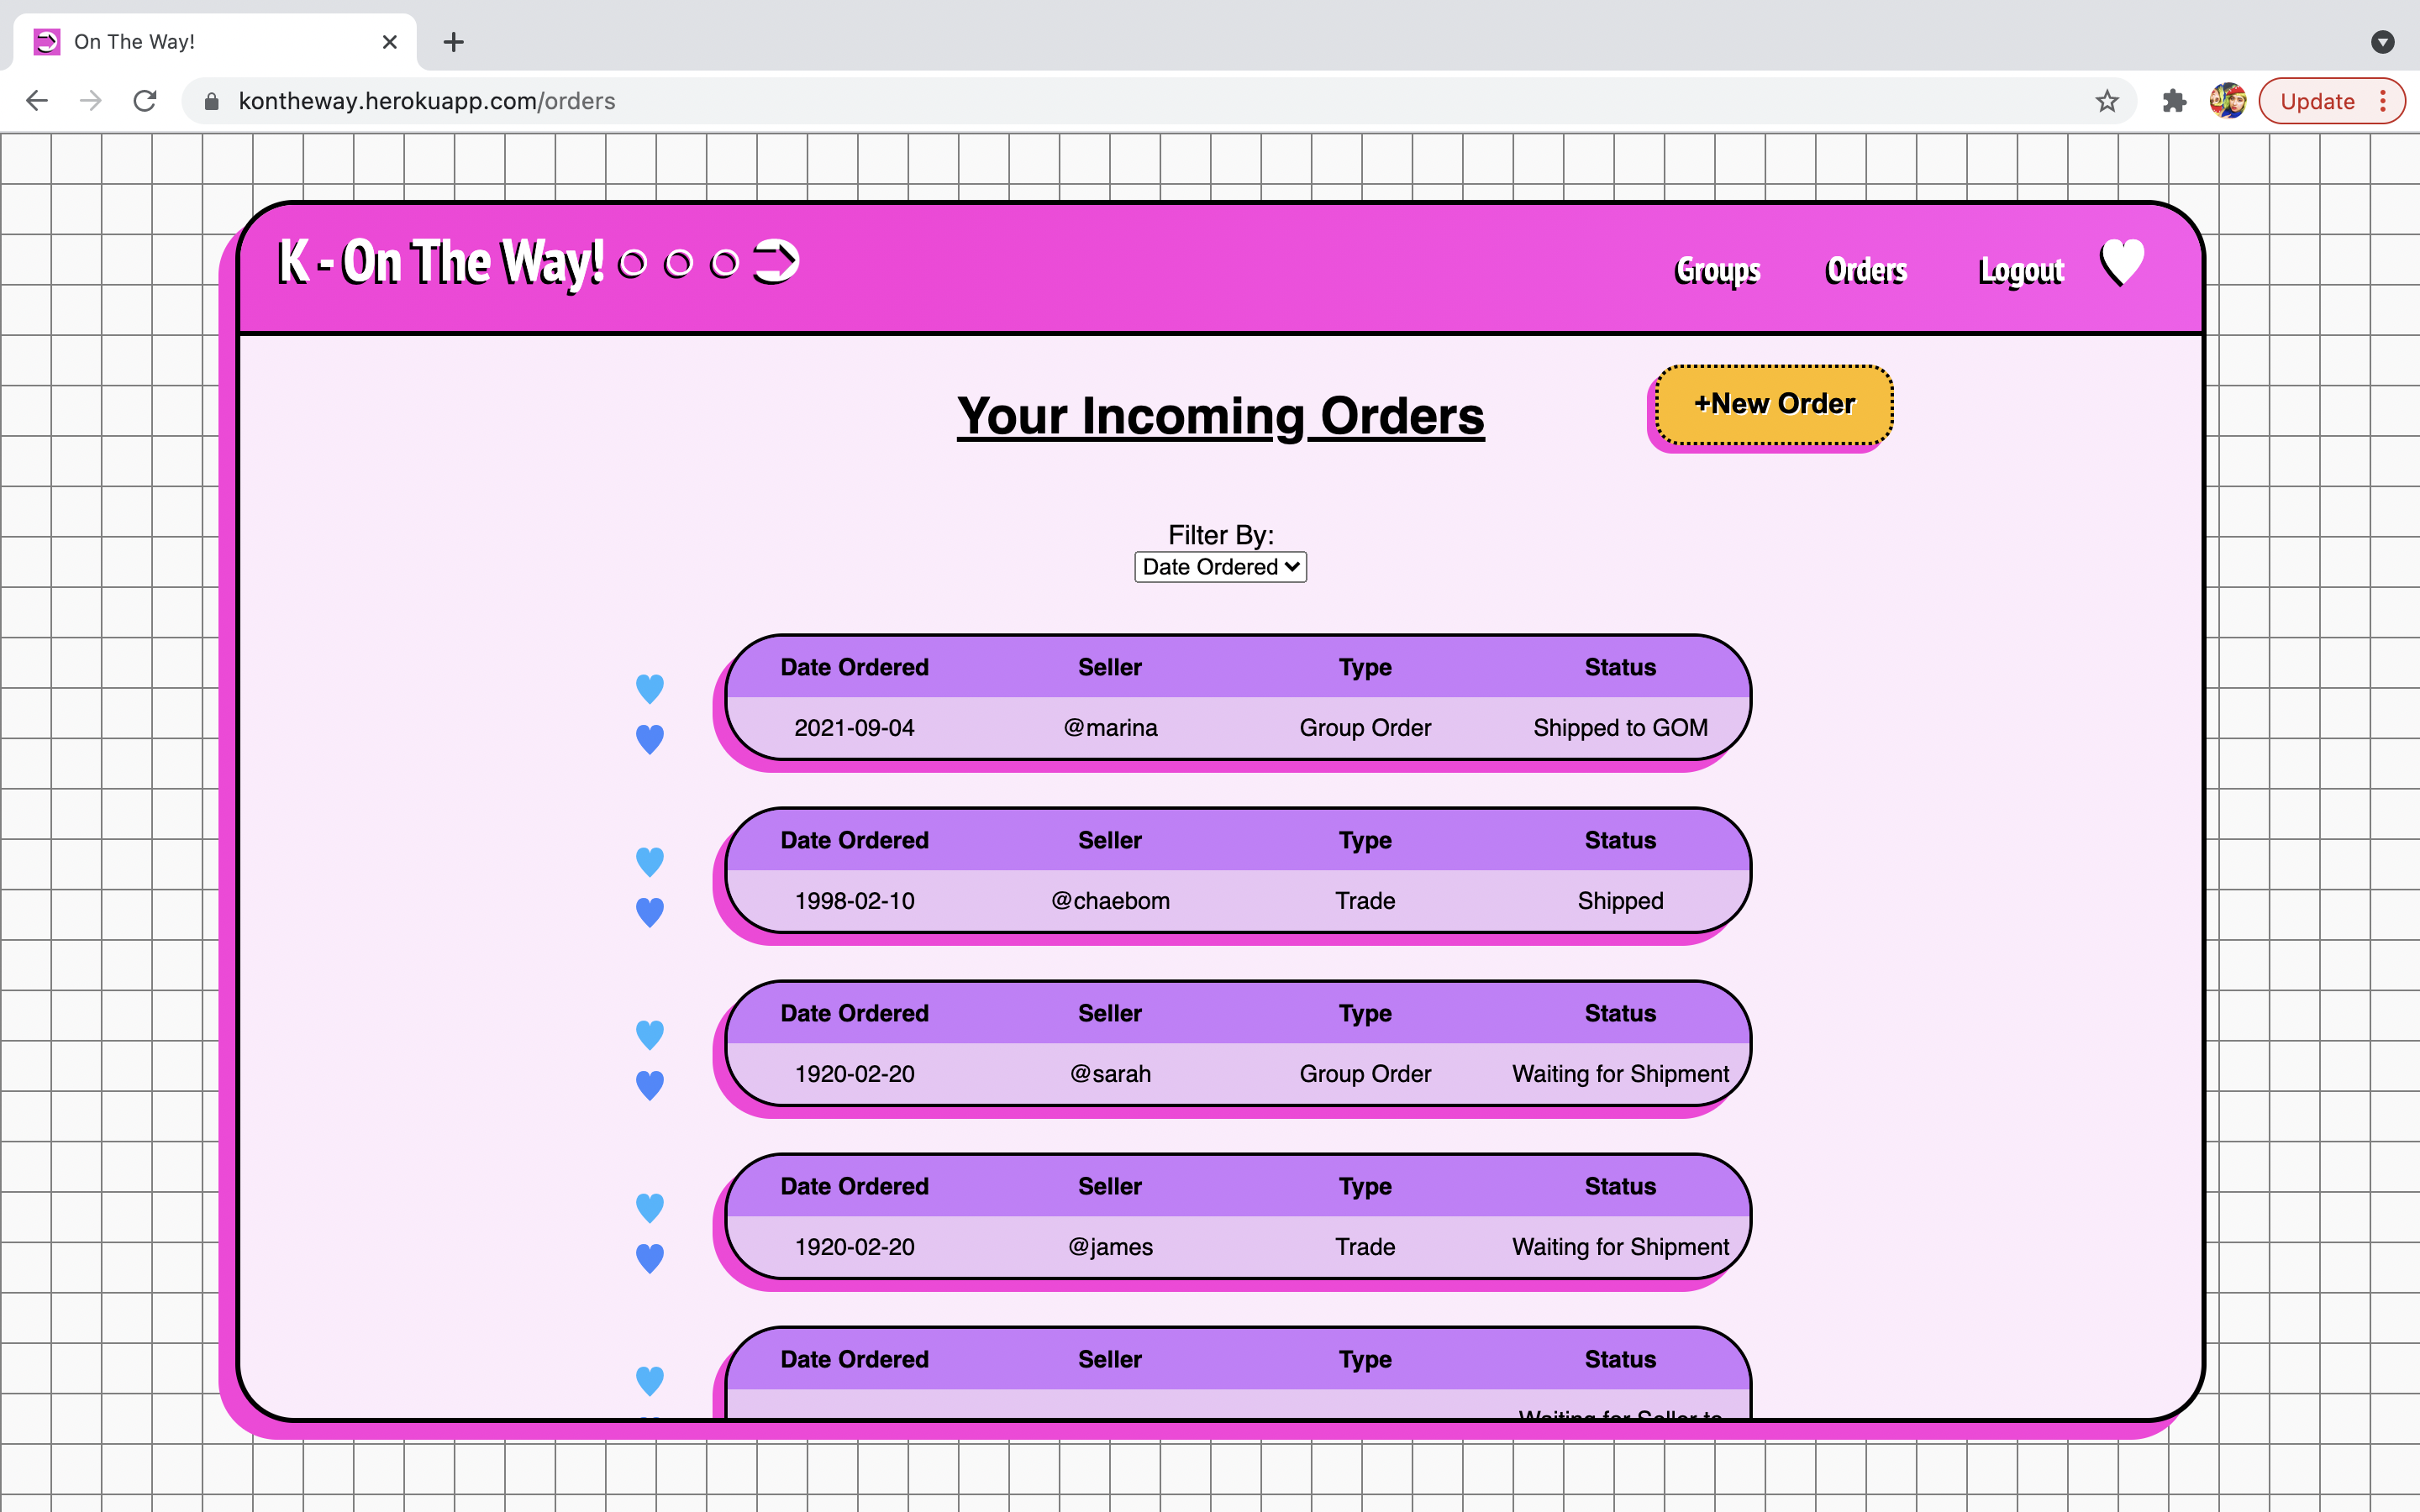 On The Way!
kontheway.herokuapp.com/orders
Update
K - On The Way! ○ ○ ○ ➲
Groups Orders Logout
Your Incoming Orders
+New Order
Filter By:
Date Ordered
Date Ordered Seller Type Status
2021-09-04 @marina Group Order Shipped to GOM
Date Ordered Seller Type Status
1998-02-10 @chaebom Trade Shipped
Date Ordered Seller Type Status
1920-02-20 @sarah Group Order Waiting for Shipment
Date Ordered Seller Type Status
1920-02-20 @james Trade Waiting for Shipment
Date Ordered Seller Type Status
Waiting for Seller to